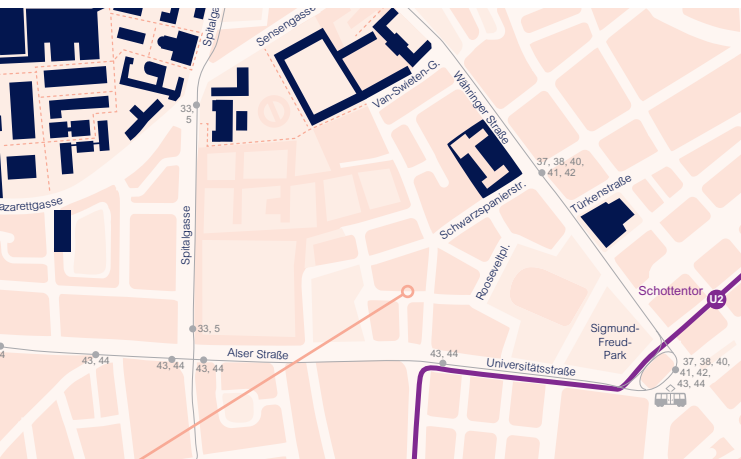 Spitalga
Sensengasse
Van-Swieten-G.
Währinger Straße
33,
5
37, 38, 40,
41, 42
Türkenstraße
Schwarzspanierstr.
azarettgasse
Spitalgasse
Rooseveltpl.
Schottentor
U2
33, 5
Sigmund-
Freud-
Park
4
43, 44
43, 44
43, 44
Alser Straße
43, 44
Universitätsstraße
37, 38, 40,
41, 42,
43, 44